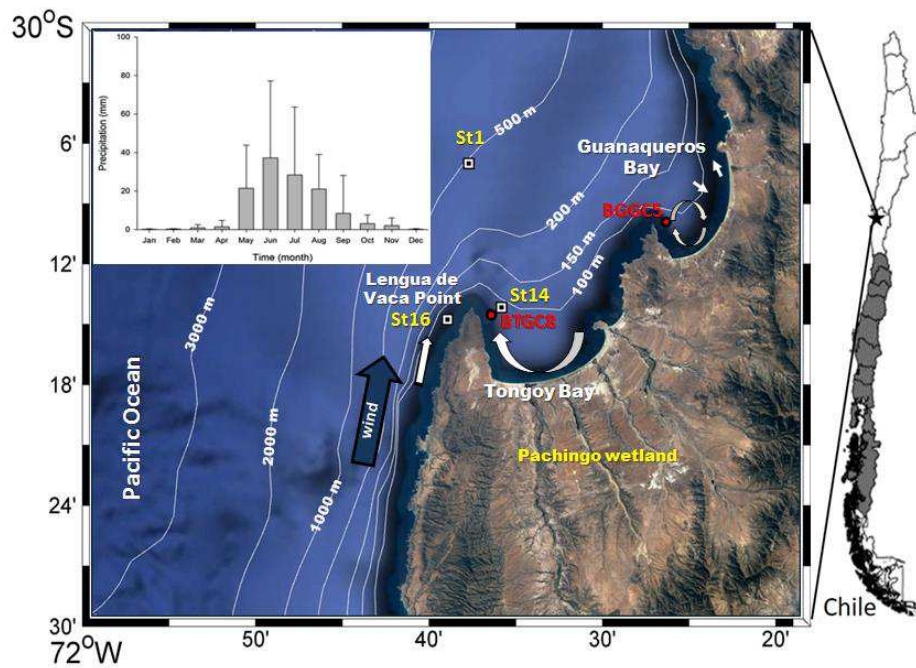 30°S
100
80
60
40
20
0
Precipitation (mm)
Jan Feb Mar Apr May Jun Jul Aug Sep Oct Nov Dec
Time (month)
6'
12'
18'
24'
30'
72°W
50'
40'
30'
20'
St1
500 m
Guanaqueros
Bay
200 m
BGGC5
150 m
100 m
Lengua de
Vaca Point
St14
St16
BTGC8
3000 m
Tongoy Bay
wind
Pacific Ocean
2000 m
Pachingo wetland
1000 m
Chile